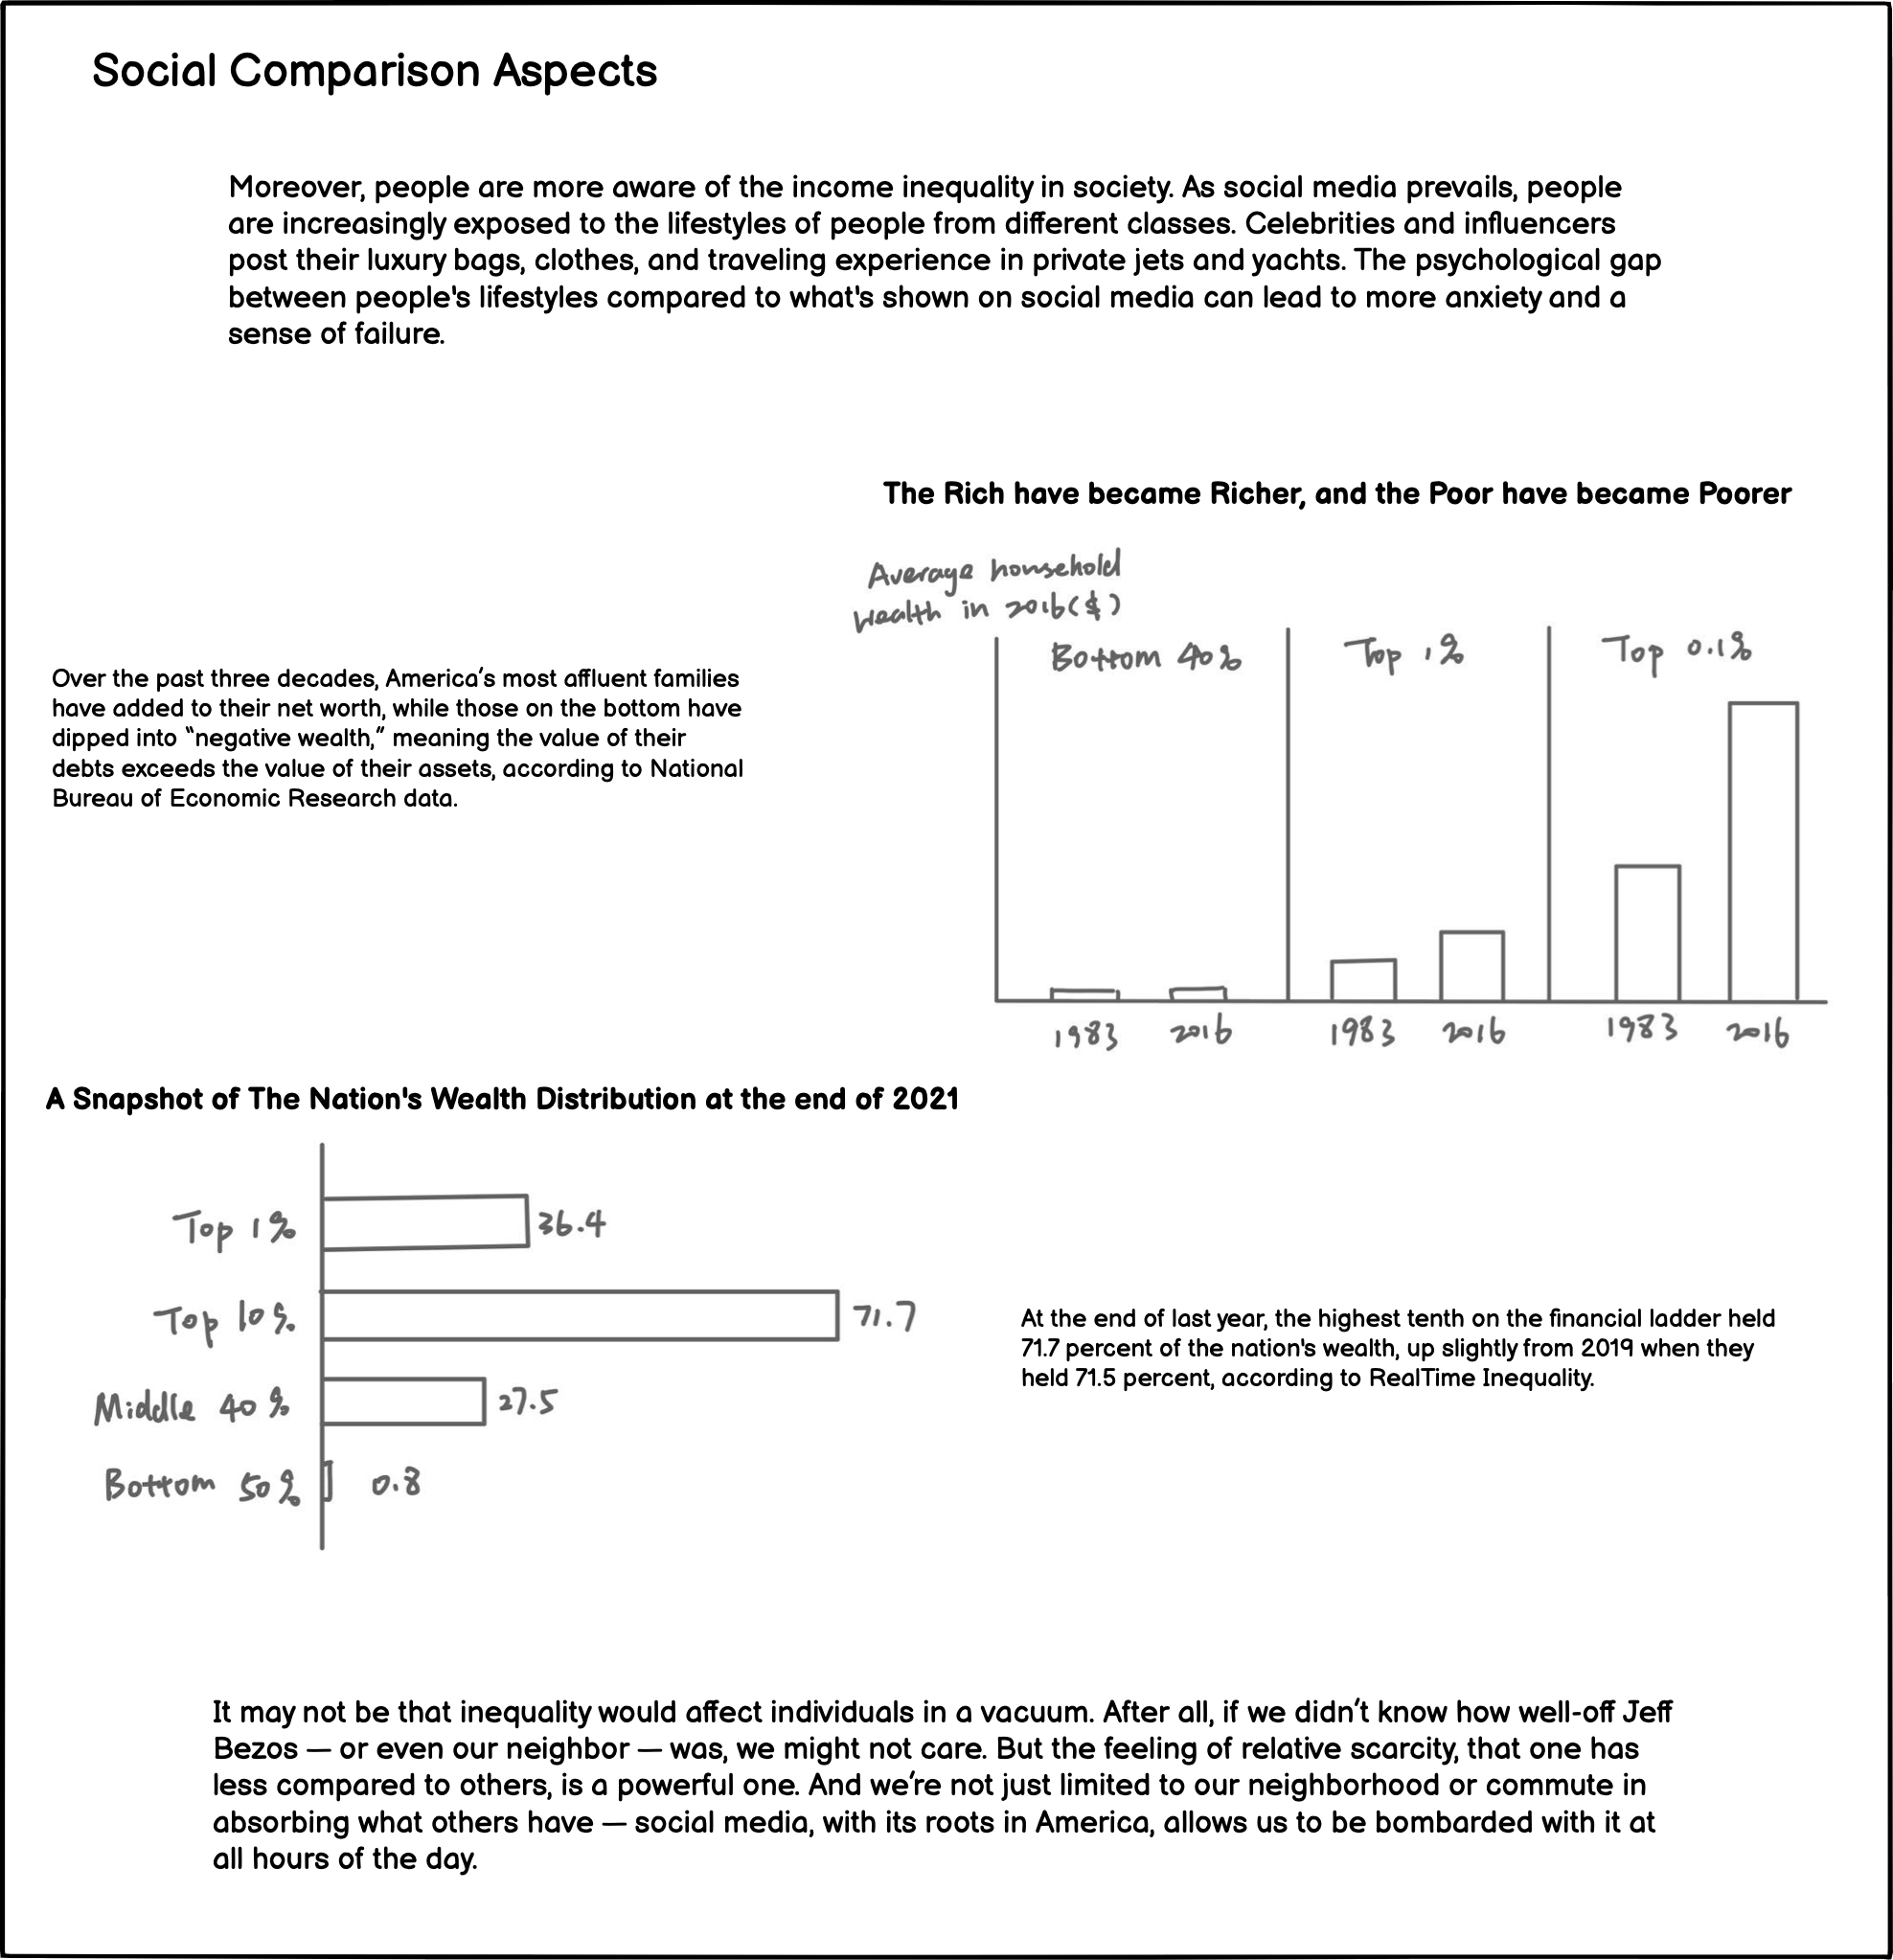 Social Comparison Aspects
Moreover, people are more aware of the income inequality in society. As social media prevails, people
are increasingly exposed to the lifestyles of people from different classes. Celebrities and influencers
post their luxury bags, clothes, and traveling experience in private jets and yachts. The psychological gap
between people's lifestyles compared to what's shown on social media can lead to more anxiety and a
sense of failure.
The Rich have became Richer, and the Poor have became Poorer
Average household
wealth in 2016($)
Bottom 40% Top 1% Top 0.1%
1983 2016 1983 2016 1983 2016
Over the past three decades, America's most affluent families
have added to their net worth, while those on the bottom have
dipped into “negative wealth,” meaning the value of their
debts exceeds the value of their assets, according to National
Bureau of Economic Research data.
A Snapshot of The Nation's Wealth Distribution at the end of 2021
Top 1% 36.4
Top 10% 71.7
Middle 40% 27.5
Bottom 50% 0.8
At the end of last year, the highest tenth on the financial ladder held
71.7 percent of the nation's wealth, up slightly from 2019 when they
held 71.5 percent, according to RealTime Inequality.
It may not be that inequality would affect individuals in a vacuum. After all, if we didn't know how well-off Jeff
Bezos — or even our neighbor — was, we might not care. But the feeling of relative scarcity, that one has
less compared to others, is a powerful one. And we're not just limited to our neighborhood or commute in
absorbing what others have — social media, with its roots in America, allows us to be bombarded with it at
all hours of the day.